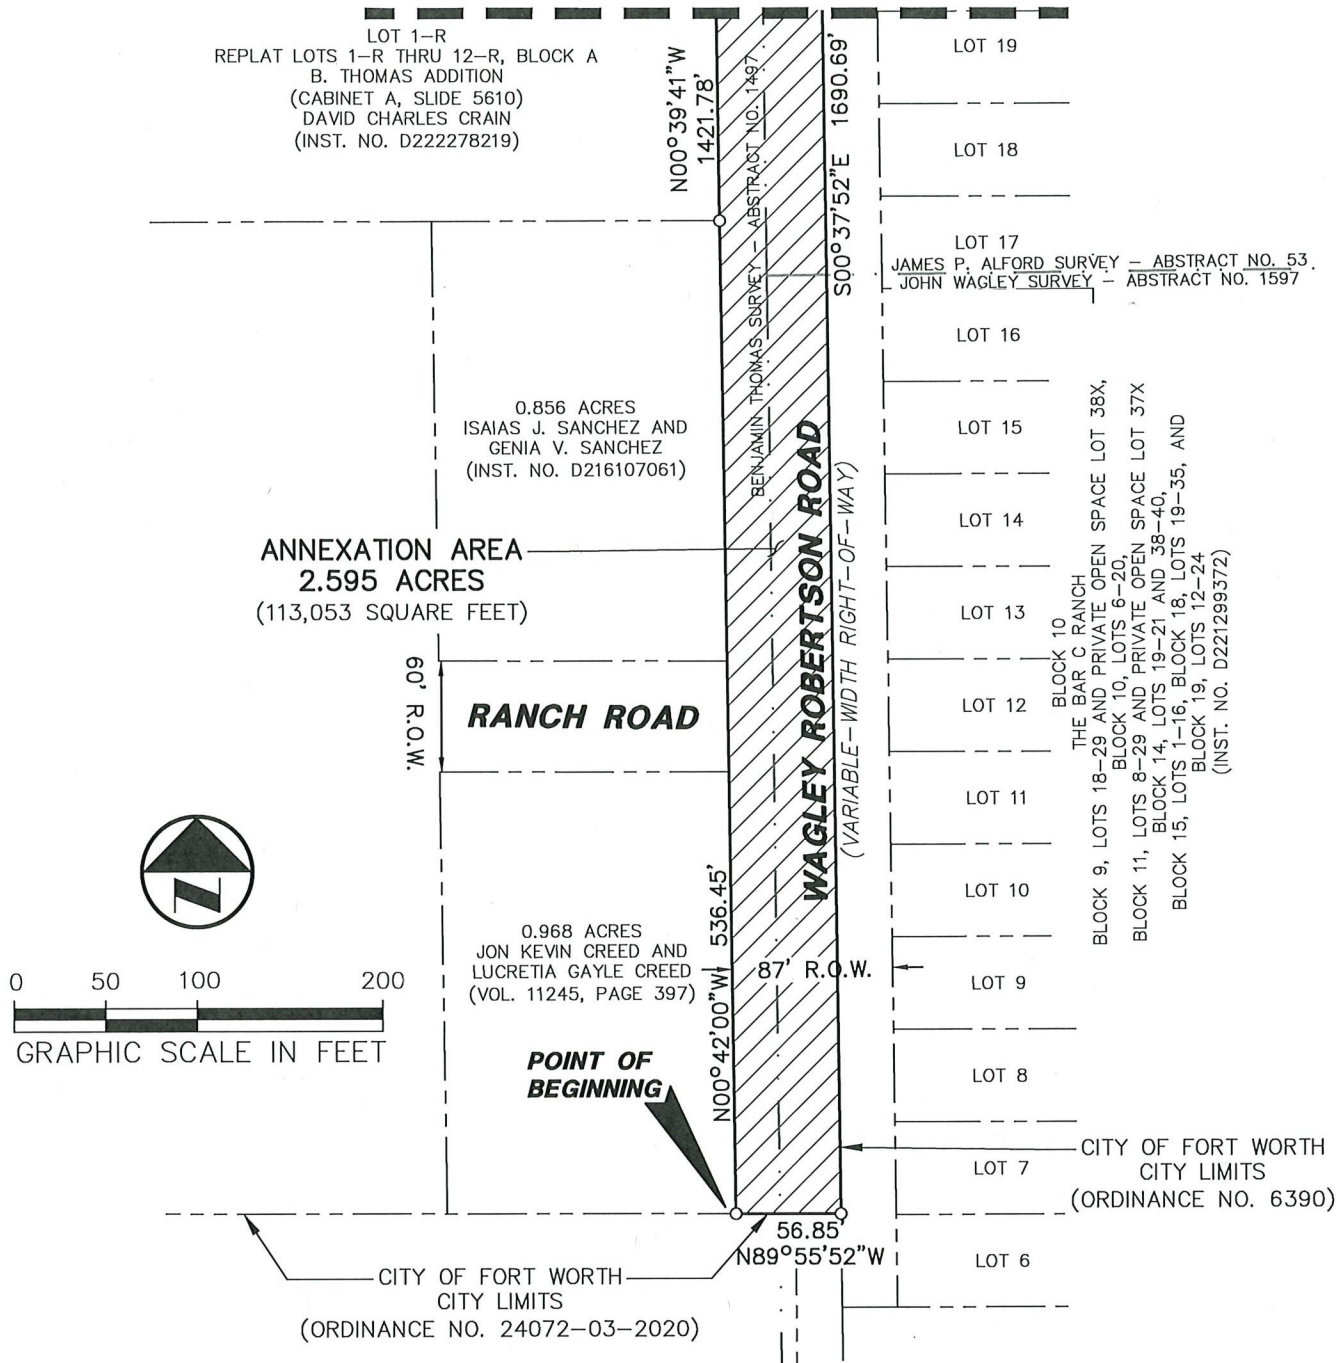 LOT 1-R
REPLAT LOTS 1-R THRU 12-R, BLOCK A
B. THOMAS ADDITION
(CABINET A, SLIDE 5610)
DAVID CHARLES CRAIN
(INST. NO. D222278219)
N00°39'41"W
1421.78'
BENJAMIN THOMAS SURVEY - ABSTRACT NO. 1497
S00°37'52"E 1690.69'
LOT 19
LOT 18
LOT 17
JAMES P. ALFORD SURVEY - ABSTRACT NO. 53
JOHN WAGLEY SURVEY - ABSTRACT NO. 1597
LOT 16
LOT 15
LOT 14
LOT 13
LOT 12
LOT 11
LOT 10
LOT 9
LOT 8
LOT 7
LOT 6
0.856 ACRES
ISAIAS J. SANCHEZ AND
GENIA V. SANCHEZ
(INST. NO. D216107061)
ANNEXATION AREA
2.595 ACRES
(113,053 SQUARE FEET)
60' R.O.W.
RANCH ROAD
WAGLEY ROBERTSON ROAD
(VARIABLE-WIDTH RIGHT-OF-WAY)
BLOCK 10
THE BAR C RANCH
BLOCK 9, LOTS 18-29 AND PRIVATE OPEN SPACE LOT 38X,
BLOCK 10, LOTS 6-20,
BLOCK 11, LOTS 8-29 AND PRIVATE OPEN SPACE LOT 37X
BLOCK 14, LOTS 19-21 AND 38-40,
BLOCK 15, LOTS 1-16, BLOCK 18, LOTS 19-35, AND
BLOCK 19, LOTS 12-24
(INST. NO. D221299372)
N
0 50 100 200
GRAPHIC SCALE IN FEET
0.968 ACRES
JON KEVIN CREED AND
LUCRETIA GAYLE CREED
(VOL. 11245, PAGE 397)
N00°42'00"W 536.45'
87' R.O.W.
POINT OF
BEGINNING
CITY OF FORT WORTH
CITY LIMITS
(ORDINANCE NO. 6390)
56.85'
N89°55'52"W
CITY OF FORT WORTH
CITY LIMITS
(ORDINANCE NO. 24072-03-2020)